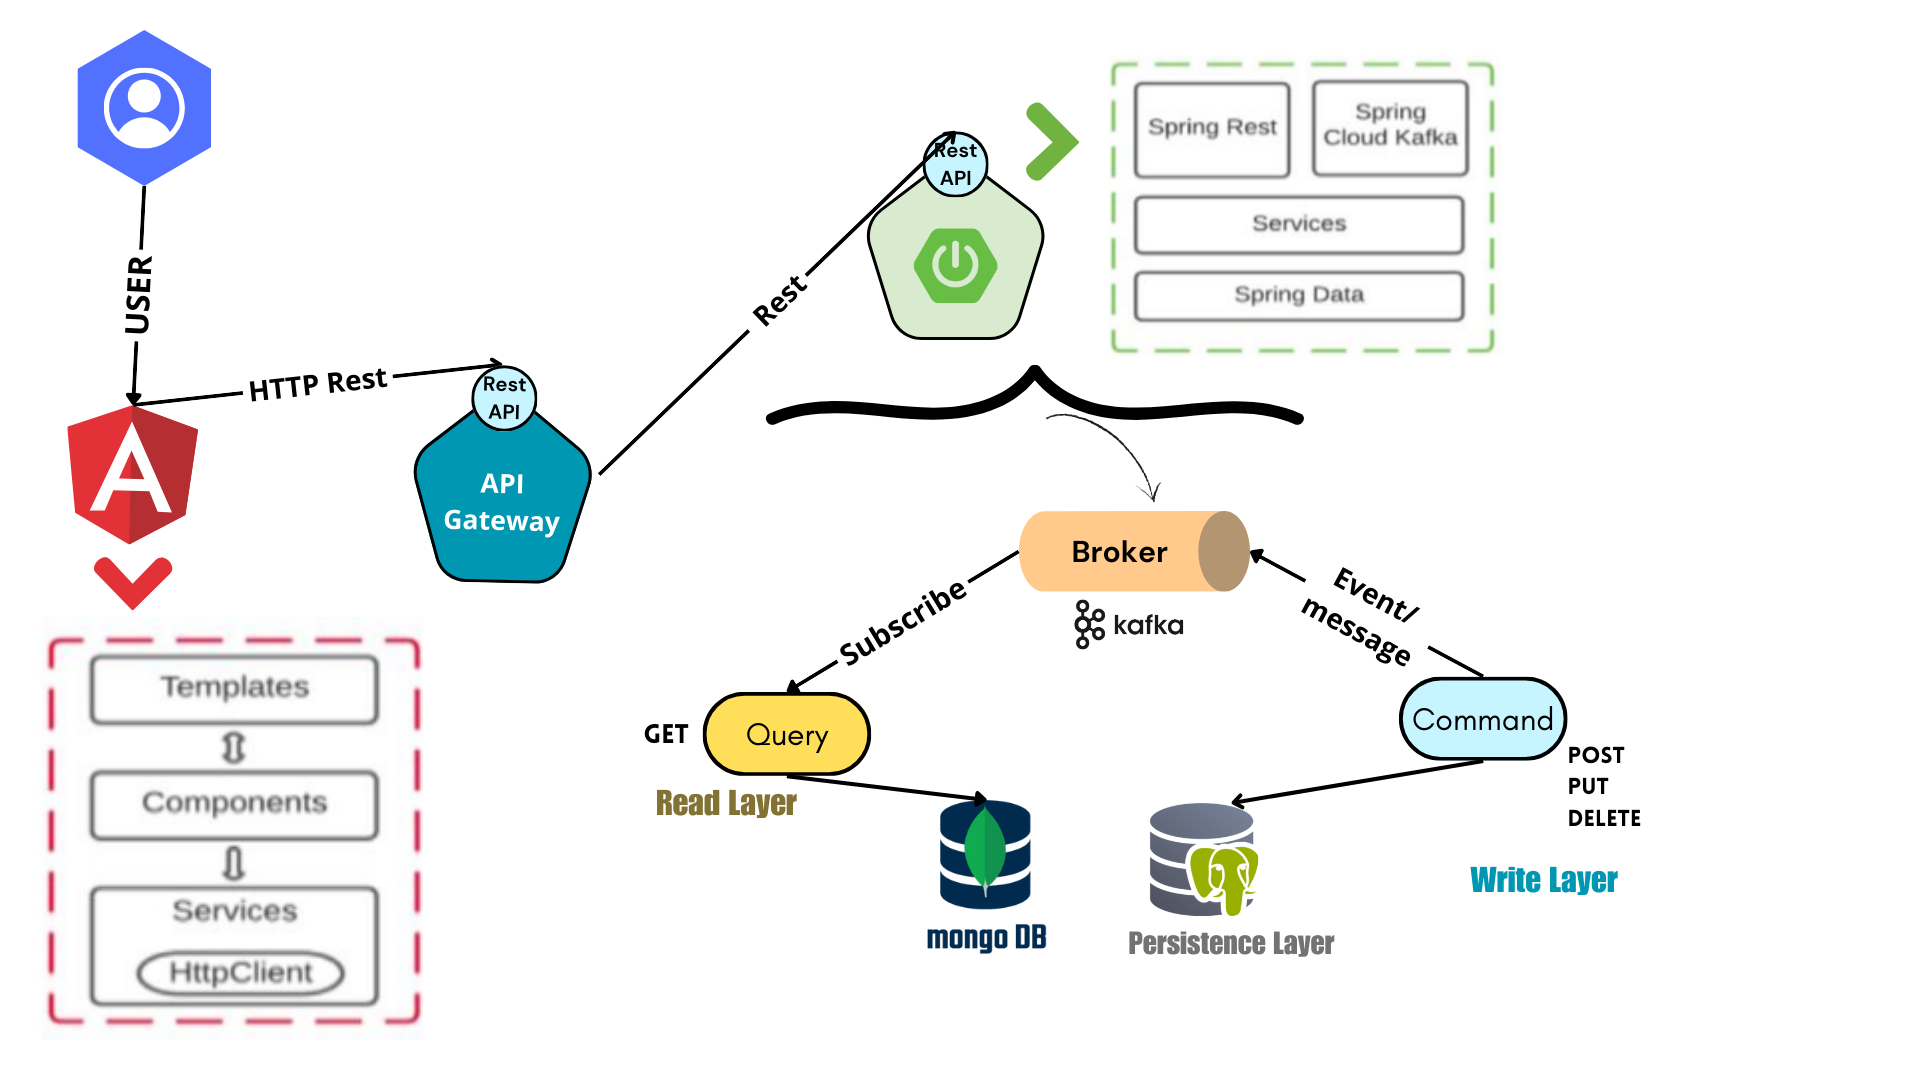 USER
HTTP Rest
Rest
API
API
Gateway
Rest
Rest
API
Spring Rest
Spring
Cloud Kafka
Services
Spring Data
Templates
Components
Services
HttpClient
Broker
kafka
Subscribe
Event/
message
GET
Query
Read Layer
mongo DB
Command
POST
PUT
DELETE
Write Layer
Persistence Layer